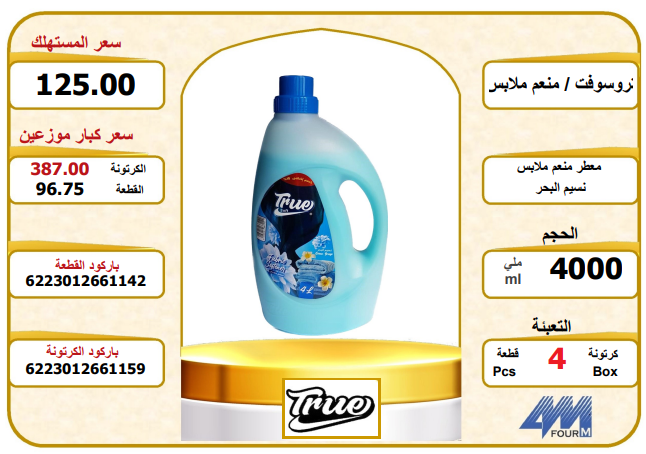 سعر المستهلك
125.00
تروسوفت / منعم ملابس
سعر كبار موزعين
الكرتونة 387.00
القطعة 96.75
معطر منعم ملابس
نسيم البحر
الحجم
4000 ملي ml
باركود القطعة
6223012661142
التعبئة
كرتونة Box 4 قطعة Pcs
باركود الكرتونة
6223012661159
True
4L
True
4M
FOURM